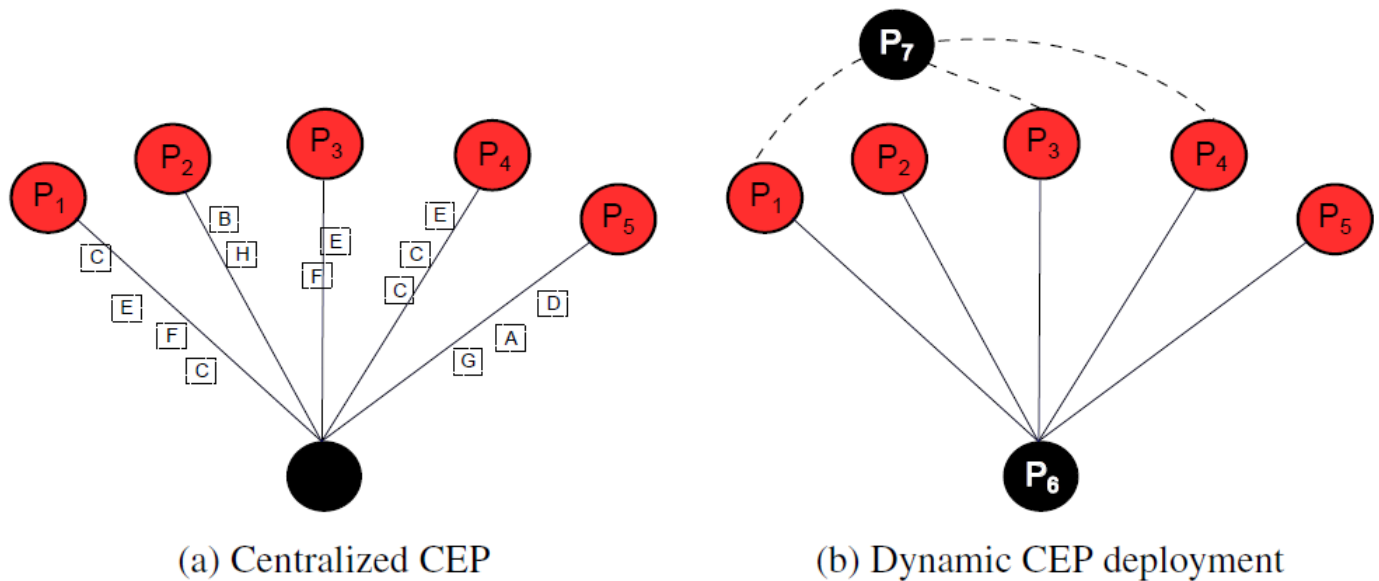 P7
P1
P2
P3
P4
P5
C
E
F
C
B
H
E
F
E
C
C
D
A
G
P1
P2
P3
P4
P5
P6
(a) Centralized CEP
(b) Dynamic CEP deployment